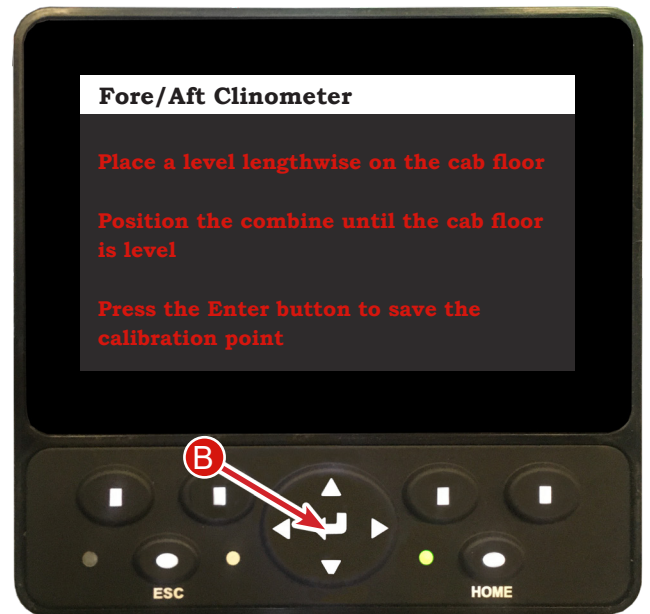 Fore/Aft Clinometer
Place a level lengthwise on the cab floor
Position the combine until the cab floor
is level
Press the Enter button to save the
calibration point
B
ESC
HOME